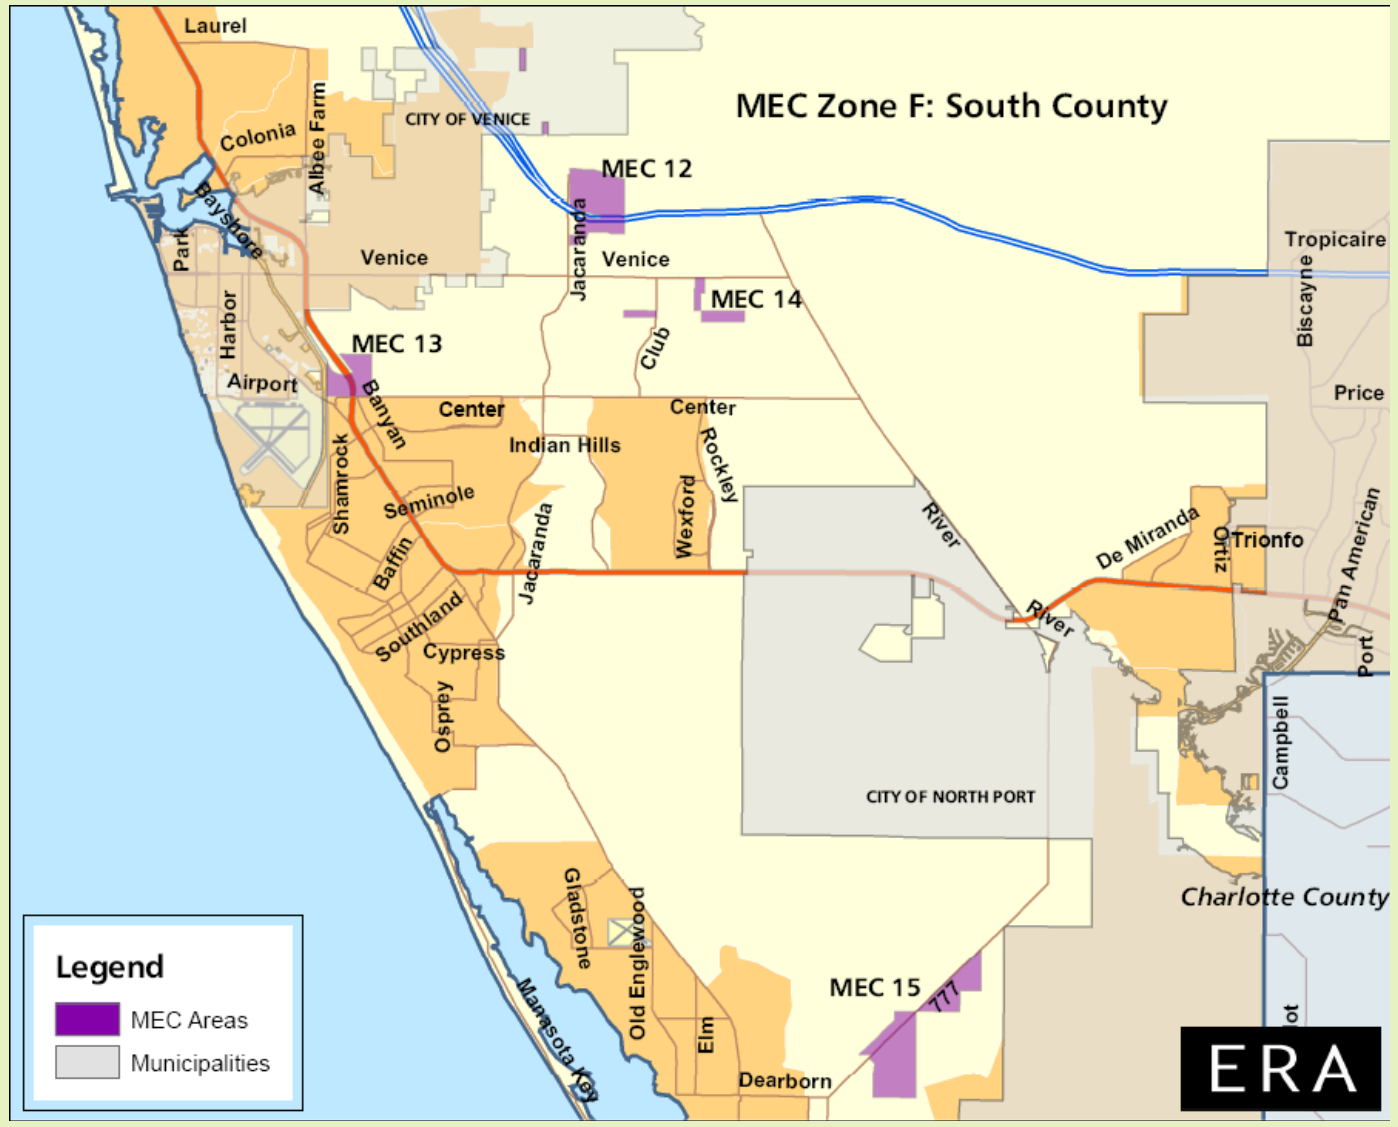 Laurel
MEC Zone F: South County
CITY OF VENICE
Colonia
Albee Farm
MEC 12
Bayshore
Park
Jacaranda
Venice
Venice
Tropicaire
Biscayne
MEC 14
Harbor
MEC 13
Club
Airport
Banyan
Price
Center
Center
Indian Hills
Rockley
Shamrock
Seminole
Wexford
River
De Miranda
Ortiz
Trionfo
Pan American
Baffin
Jacaranda
Southland
River
Cypress
Port
Osprey
Campbell
CITY OF NORTH PORT
Charlotte County
Gladstone
Old Englewood
Manasota Key
Elm
MEC 15
777
Dearborn
lot
Legend
MEC Areas
Municipalities
ERA